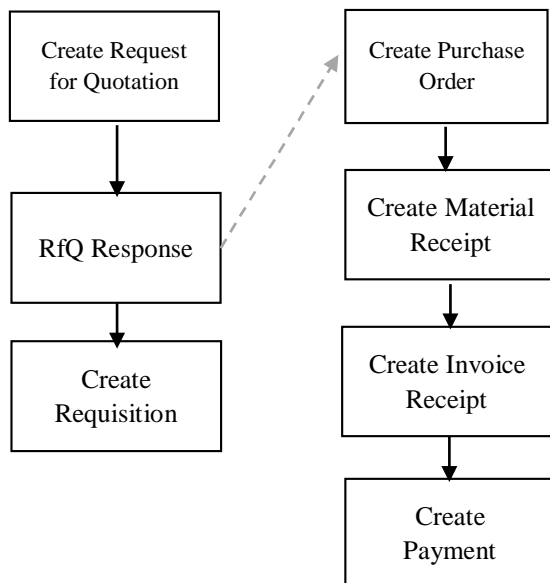 Create Request
for Quotation
RfQ Response
Create
Requisition
Create Purchase
Order
Create Material
Receipt
Create Invoice
Receipt
Create
Payment